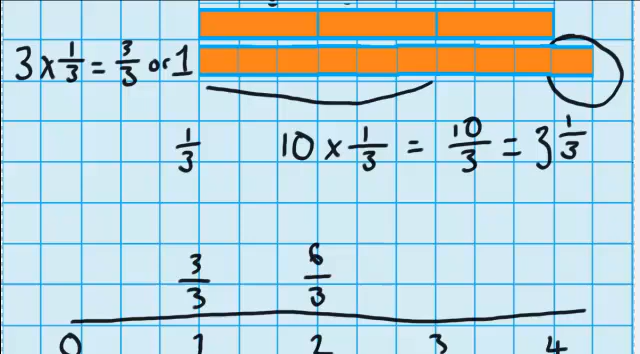 3 × 1/3 = 3/3 or 1
1/3
10 × 1/3 = 10/3 = 3 1/3
3/3 6/3
0 1 2 3 4